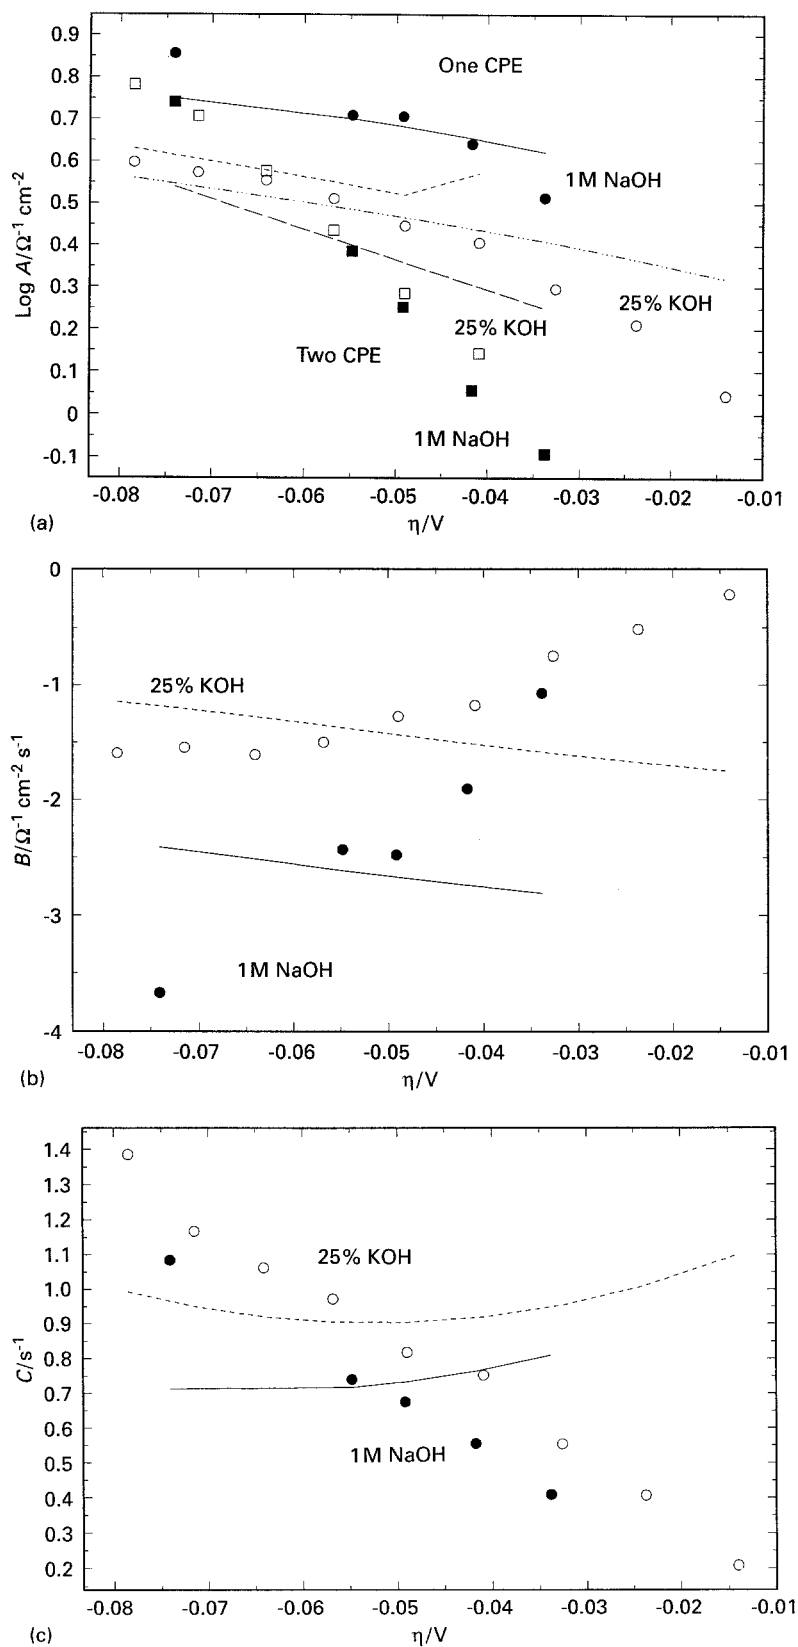 0.9
One CPE
0.8
0.7
0.6
1M NaOH
0.5
Log A/Ω⁻¹ cm⁻²
0.4
0.3
25% KOH
25% KOH
0.2
Two CPE
0.1
0
1M NaOH
-0.1
-0.08 -0.07 -0.06 -0.05 -0.04 -0.03 -0.02 -0.01
(a)
η/V
0
-1
25% KOH
B/Ω⁻¹ cm⁻² s⁻¹
-2
-3
1M NaOH
-4
-0.08 -0.07 -0.06 -0.05 -0.04 -0.03 -0.02 -0.01
(b)
η/V
1.4
1.3
1.2
1.1
25% KOH
1.0
0.9
C/s⁻¹
0.8
0.7
0.6
1M NaOH
0.5
0.4
0.3
0.2
-0.08 -0.07 -0.06 -0.05 -0.04 -0.03 -0.02 -0.01
(c)
η/V